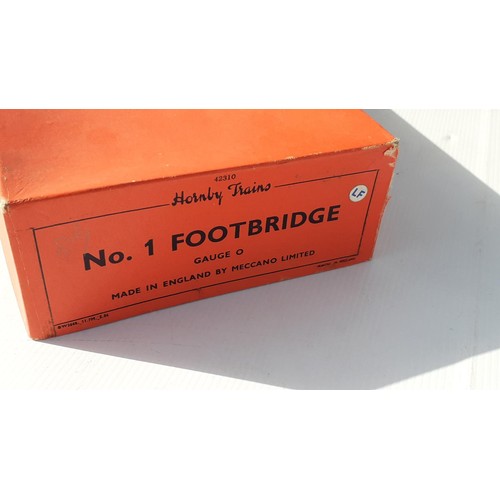 42310
Hornby Trains
LF
No. 1 FOOTBRIDGE
GAUGE O
MADE IN ENGLAND BY MECCANO LIMITED